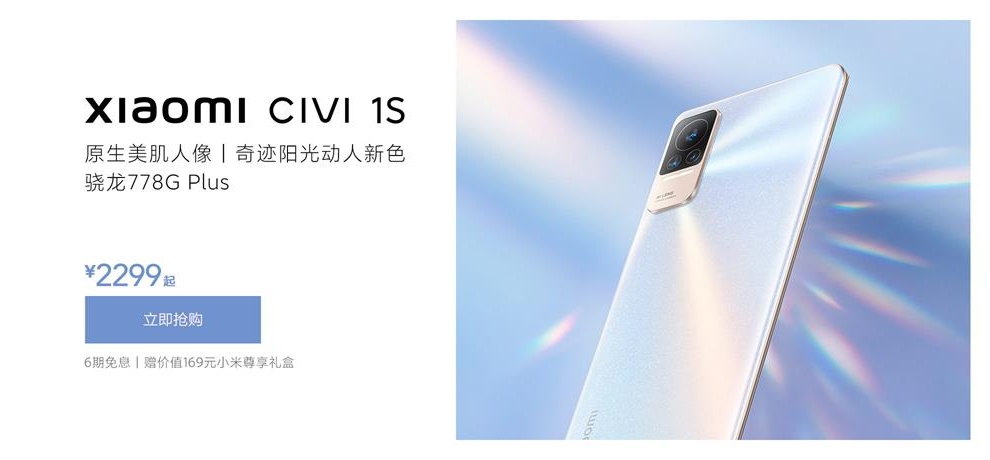 xiaomi CIVI 1S
原生美肌人像丨奇迹阳光动人新色
骁龙778G Plus
¥2299起
立即抢购
6期免息丨赠价值169元小米尊享礼盒
xiaomi